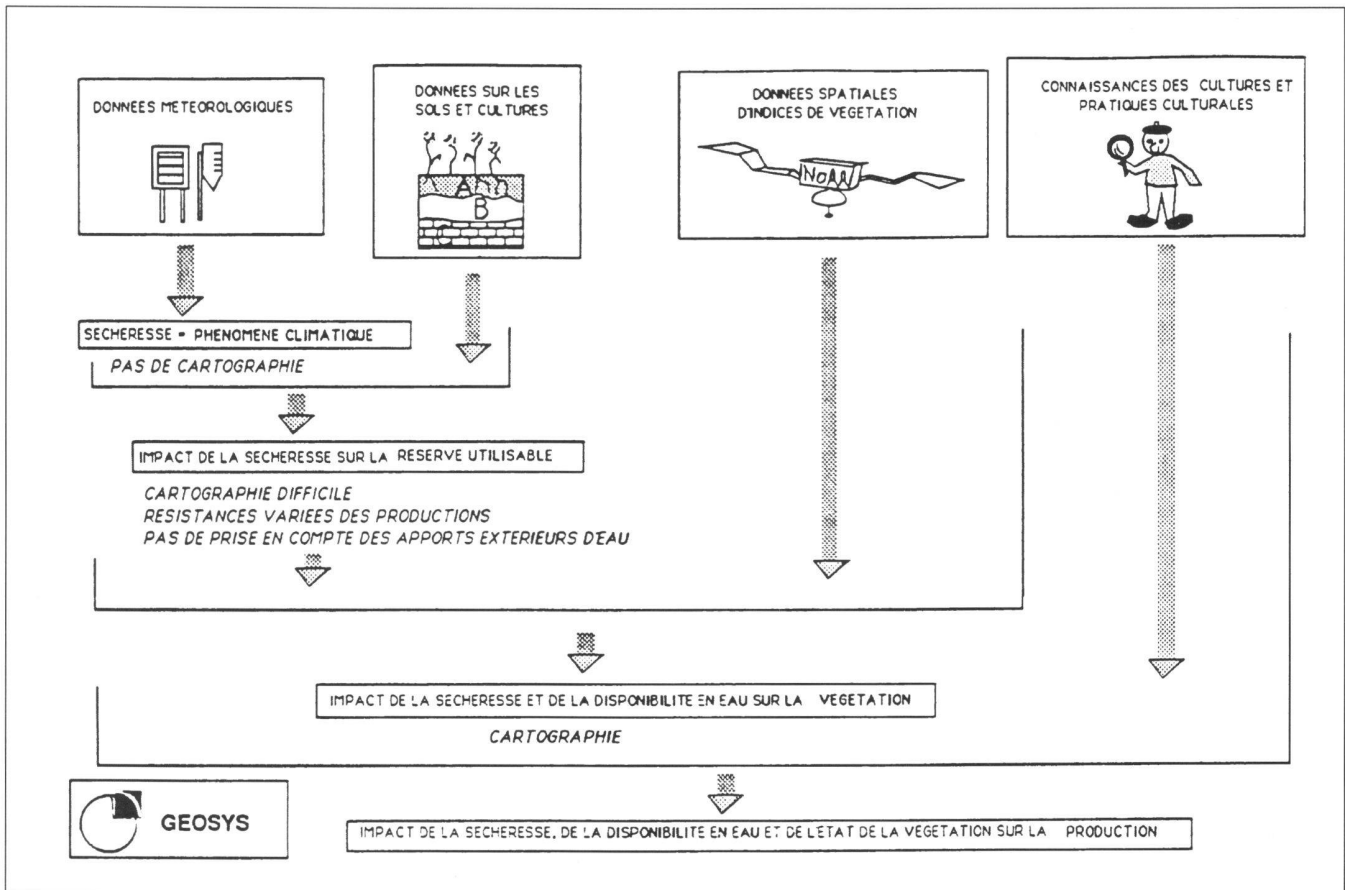 DONNEES METEOROLOGIQUES
DONNEES SUR LES
SOLS ET CULTURES
A
B
C
DONNEES SPATIALES
D'INDICES DE VEGETATION
NOAA
CONNAISSANCES DES CULTURES ET
PRATIQUES CULTURALES
SECHERESSE = PHENOMENE CLIMATIQUE
PAS DE CARTOGRAPHIE
IMPACT DE LA SECHERESSE SUR LA RESERVE UTILISABLE
CARTOGRAPHIE DIFFICILE
RESISTANCES VARIEES DES PRODUCTIONS
PAS DE PRISE EN COMPTE DES APPORTS EXTERIEURS D'EAU
IMPACT DE LA SECHERESSE ET DE LA DISPONIBILITE EN EAU SUR LA VEGETATION
CARTOGRAPHIE
GEOSYS
IMPACT DE LA SECHERESSE, DE LA DISPONIBILITE EN EAU ET DE L'ETAT DE LA VEGETATION SUR LA PRODUCTION